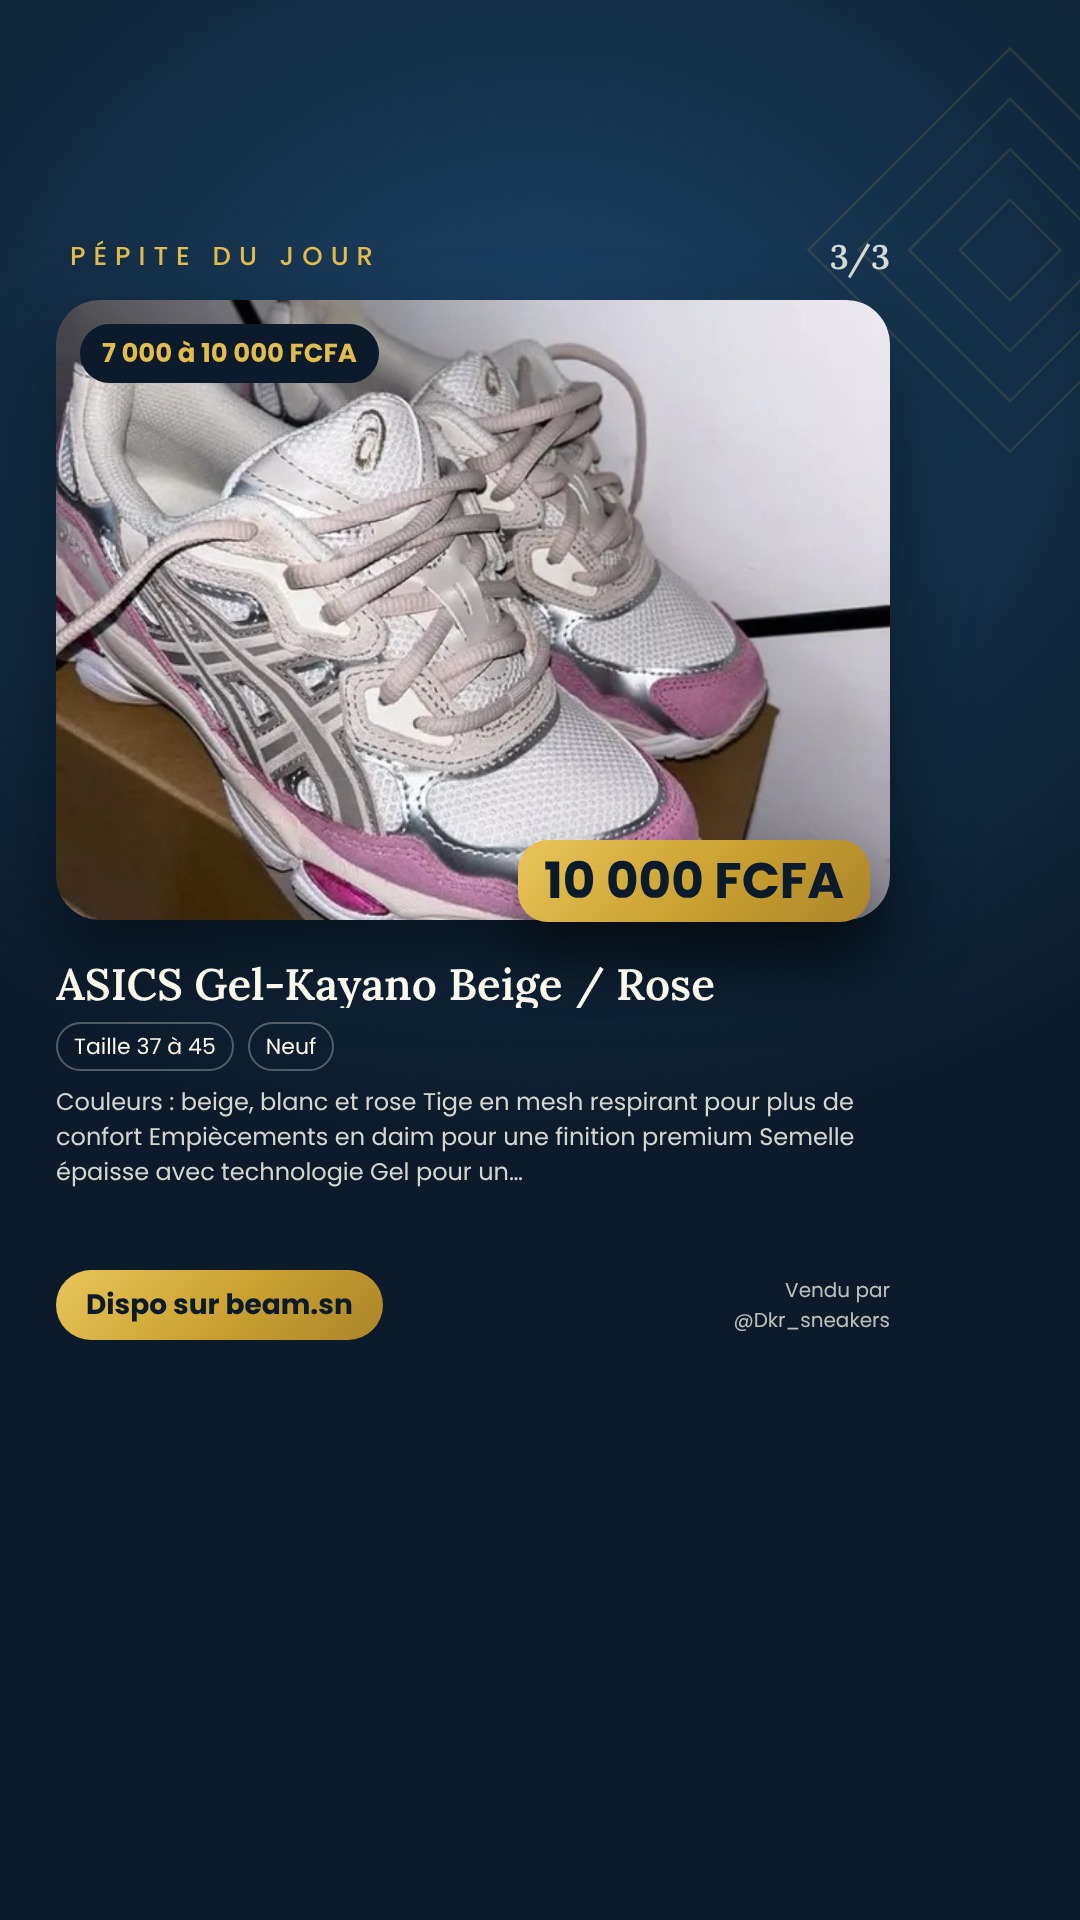 PÉPITE DU JOUR
3/3
7 000 à 10 000 FCFA
10 000 FCFA
ASICS Gel-Kayano Beige / Rose
Taille 37 à 45
Neuf
Couleurs : beige, blanc et rose Tige en mesh respirant pour plus de
confort Empiècements en daim pour une finition premium Semelle
épaisse avec technologie Gel pour un...
Dispo sur beam.sn
Vendu par
@Dkr_sneakers